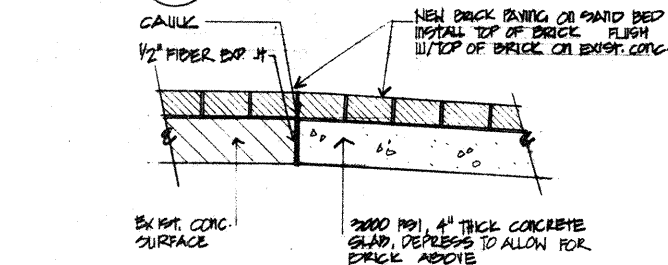 CAULK
1/2" FIBER EXP. JT.
NEW BRICK PAVING ON SAND BED
INSTALL TOP OF BRICK FLUSH
W/TOP OF BRICK ON EXIST. CONC.
EXIST. CONC.
SURFACE
3000 PSI, 4" THICK CONCRETE
SLAB, DEPRESS TO ALLOW FOR
BRICK ABOVE